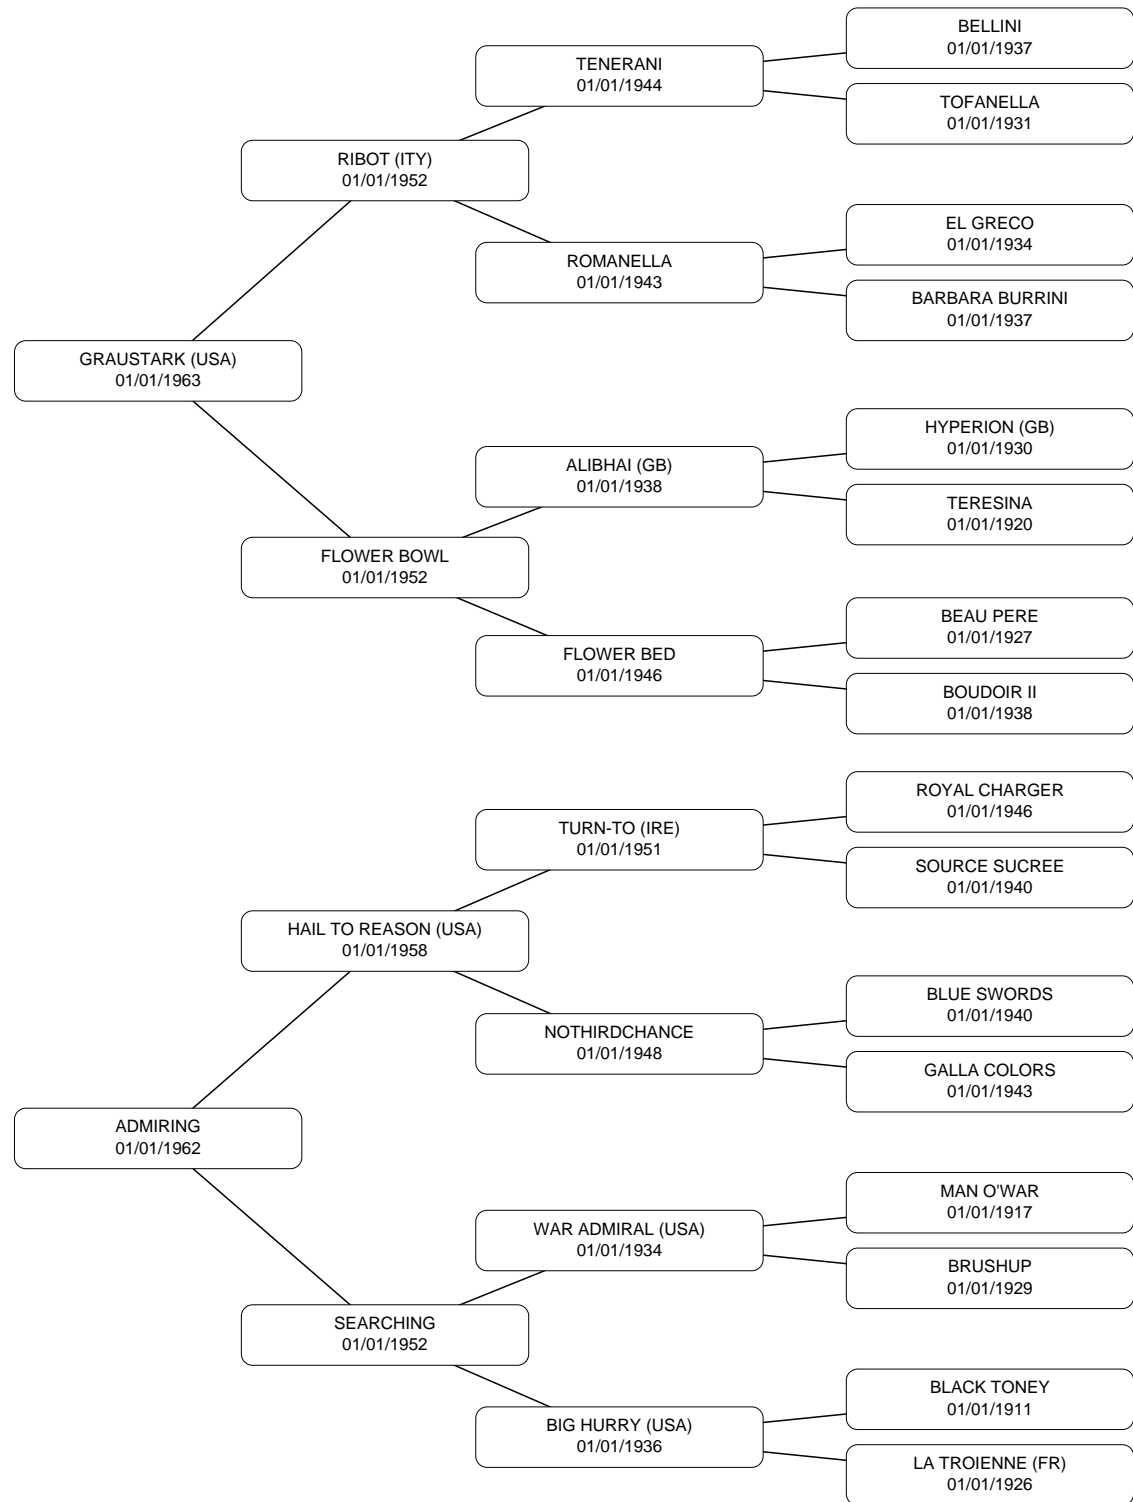 BELLINI
01/01/1937
TENERANI
01/01/1944
TOFANELLA
01/01/1931
RIBOT (ITY)
01/01/1952
EL GRECO
01/01/1934
ROMANELLA
01/01/1943
BARBARA BURRINI
01/01/1937
GRAUSTARK (USA)
01/01/1963
HYPERION (GB)
01/01/1930
ALIBHAI (GB)
01/01/1938
TERESINA
01/01/1920
FLOWER BOWL
01/01/1952
BEAU PERE
01/01/1927
FLOWER BED
01/01/1946
BOUDOIR II
01/01/1938
ROYAL CHARGER
01/01/1946
TURN-TO (IRE)
01/01/1951
SOURCE SUCREE
01/01/1940
HAIL TO REASON (USA)
01/01/1958
BLUE SWORDS
01/01/1940
NOTHIRDCHANCE
01/01/1948
GALLA COLORS
01/01/1943
ADMIRING
01/01/1962
MAN O'WAR
01/01/1917
WAR ADMIRAL (USA)
01/01/1934
BRUSHUP
01/01/1929
SEARCHING
01/01/1952
BLACK TONEY
01/01/1911
BIG HURRY (USA)
01/01/1936
LA TROIENNE (FR)
01/01/1926